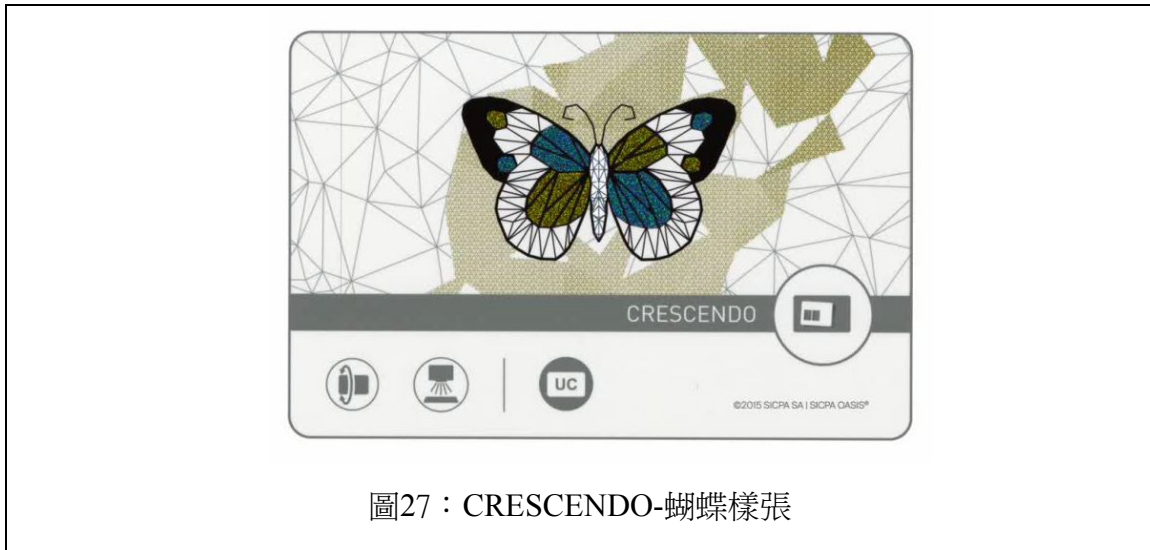 CRESCENDO
UC
©2015 SICPA SA | SICPA OASIS®
圖27：CRESCENDO-蝴蝶樣張